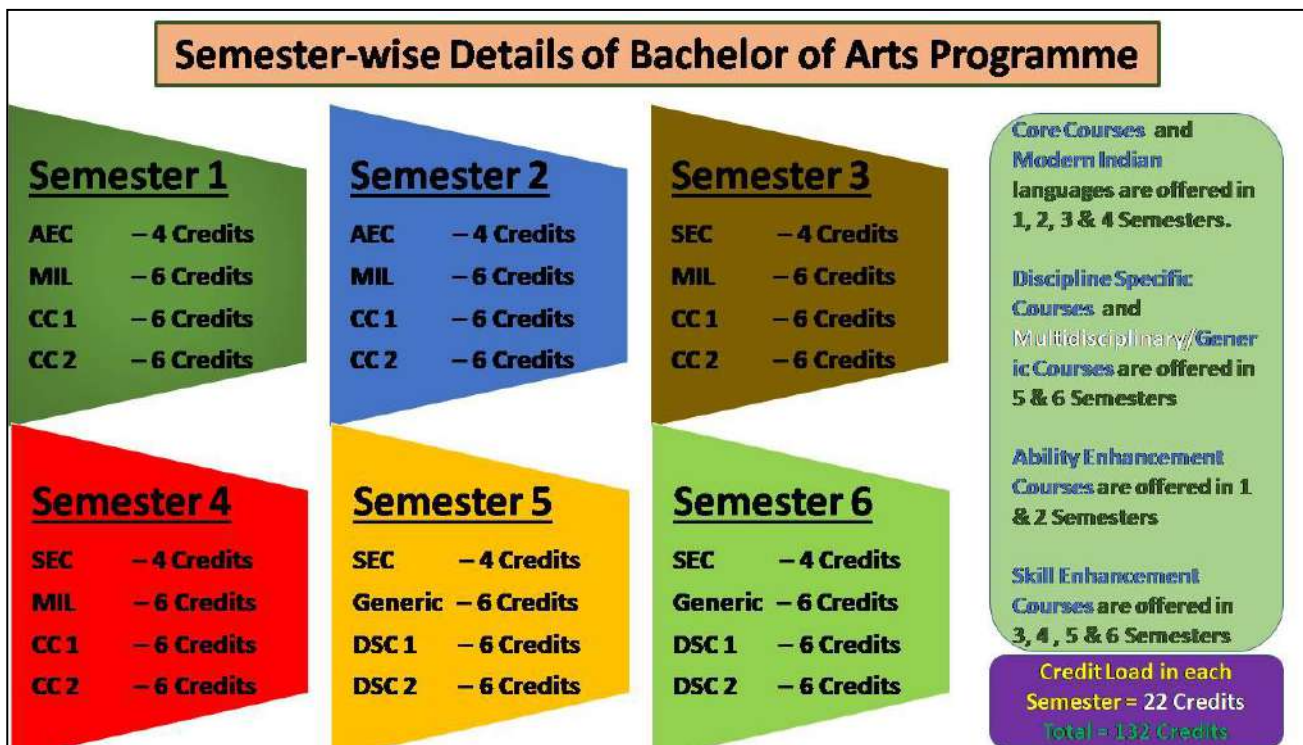 Semester-wise Details of Bachelor of Arts Programme
Semester 1
AEC – 4 Credits
MIL – 6 Credits
CC 1 – 6 Credits
CC 2 – 6 Credits
Semester 2
AEC – 4 Credits
MIL – 6 Credits
CC 1 – 6 Credits
CC 2 – 6 Credits
Semester 3
SEC – 4 Credits
MIL – 6 Credits
CC 1 – 6 Credits
CC 2 – 6 Credits
Semester 4
SEC – 4 Credits
MIL – 6 Credits
CC 1 – 6 Credits
CC 2 – 6 Credits
Semester 5
SEC – 4 Credits
Generic – 6 Credits
DSC 1 – 6 Credits
DSC 2 – 6 Credits
Semester 6
SEC – 4 Credits
Generic – 6 Credits
DSC 1 – 6 Credits
DSC 2 – 6 Credits
Core Courses and
Modern Indian
languages are offered in
1, 2, 3 & 4 Semesters.
Discipline Specific
Courses and
Multidisciplinary/Gener
ic Courses are offered in
5 & 6 Semesters
Ability Enhancement
Courses are offered in 1
& 2 Semesters
Skill Enhancement
Courses are offered in
3, 4 , 5 & 6 Semesters
Credit Load in each
Semester = 22 Credits
Total = 132 Credits